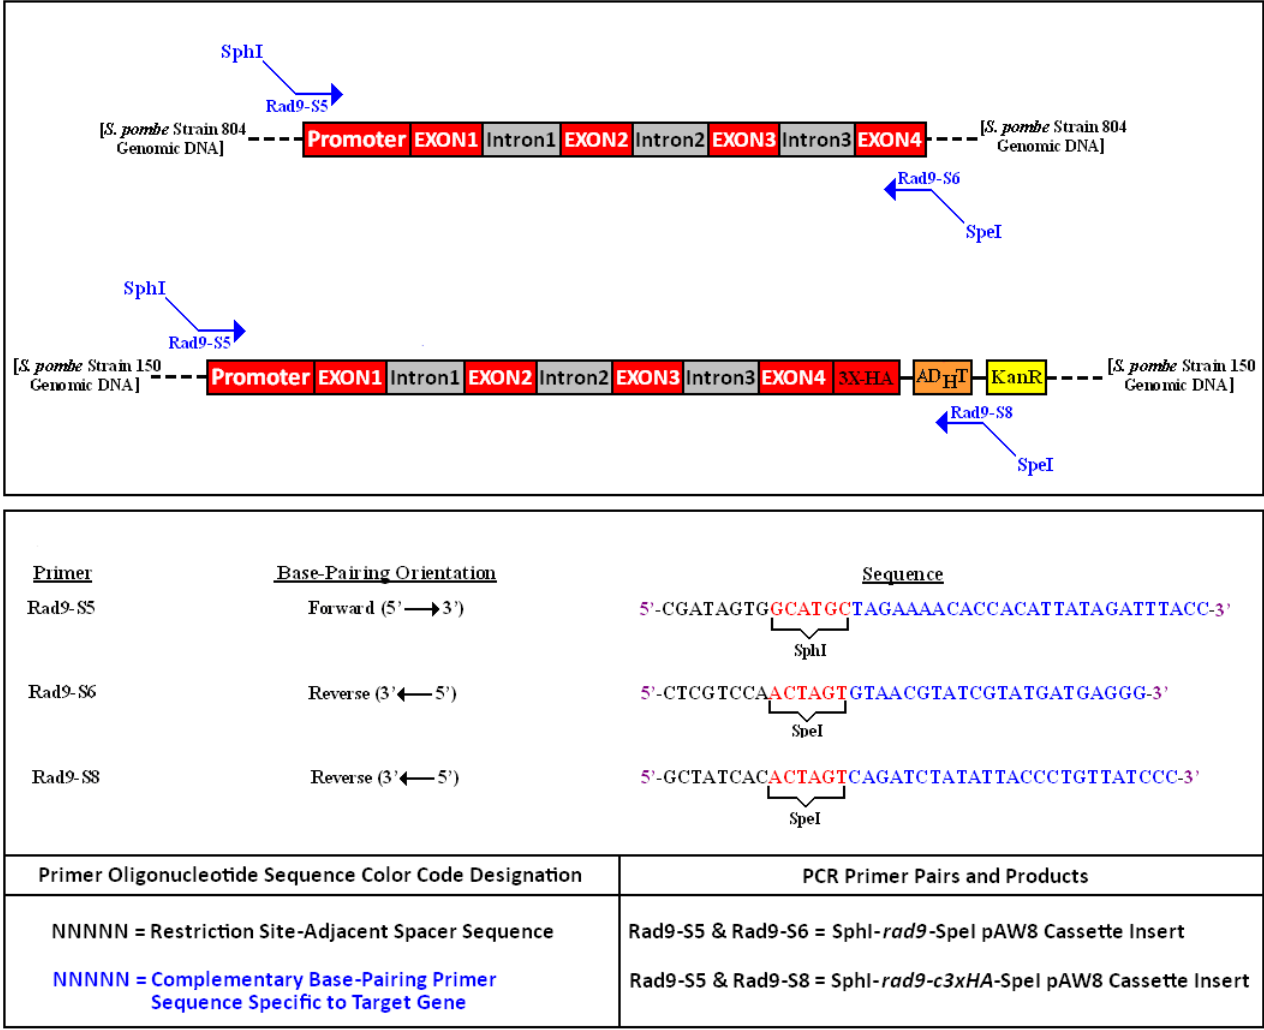 SphI
Rad9-S5
[S. pombe Strain 804
Genomic DNA]
Promoter EXON1 Intron1 EXON2 Intron2 EXON3 Intron3 EXON4
[S. pombe Strain 804
Genomic DNA]
Rad9-S6
SpeI
SphI
Rad9-S5
[S. pombe Strain 150
Genomic DNA]
Promoter EXON1 Intron1 EXON2 Intron2 EXON3 Intron3 EXON4 3X-HA ADHT KanR
[S. pombe Strain 150
Genomic DNA]
Rad9-S8
SpeI
Primer Base-Pairing Orientation Sequence
Rad9-S5 Forward (5' → 3') 5'-CGATAGTGGCATGCTAGAAAACACCACATTATAGATTTACC-3'
SphI
Rad9-S6 Reverse (3' ← 5') 5'-CTCGTCCAACTAGTGTAACGTATCGTATGATGAGGG-3'
SpeI
Rad9-S8 Reverse (3' ← 5') 5'-GCTATCACACTAGTCAGATCTATATTACCCTGTTATCCC-3'
SpeI
Primer Oligonucleotide Sequence Color Code Designation
NNNNN = Restriction Site-Adjacent Spacer Sequence
NNNNN = Complementary Base-Pairing Primer
Sequence Specific to Target Gene
PCR Primer Pairs and Products
Rad9-S5 & Rad9-S6 = SphI-rad9-SpeI pAW8 Cassette Insert
Rad9-S5 & Rad9-S8 = SphI-rad9-c3xHA-SpeI pAW8 Cassette Insert